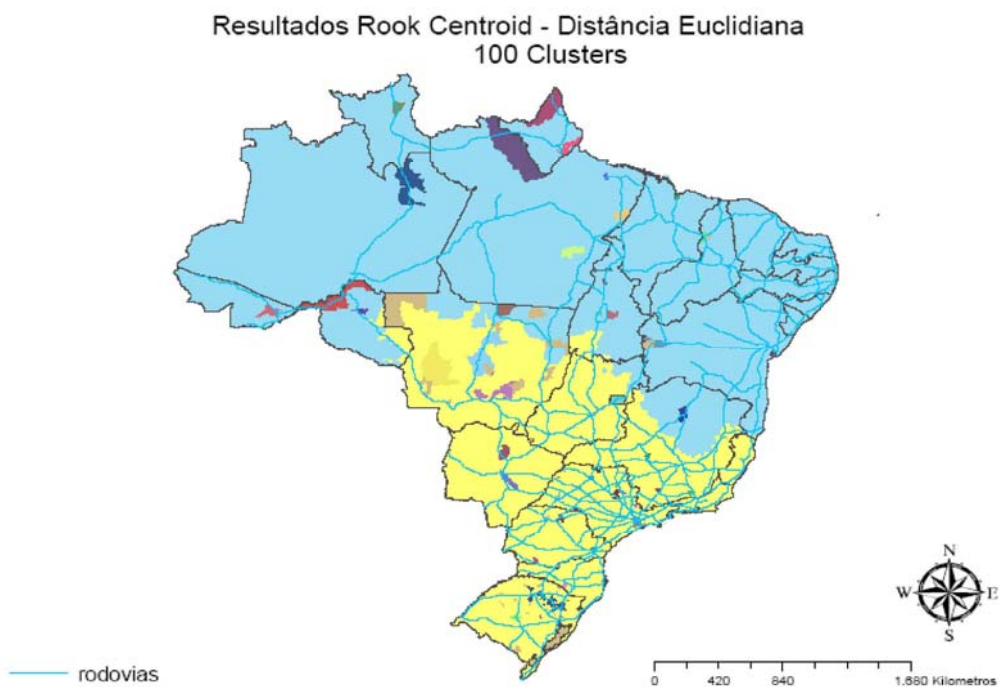 Resultados Rook Centroid - Distância Euclidiana
100 Clusters
N
W E
S
rodovias
0 420 840 1.680 Kilometros